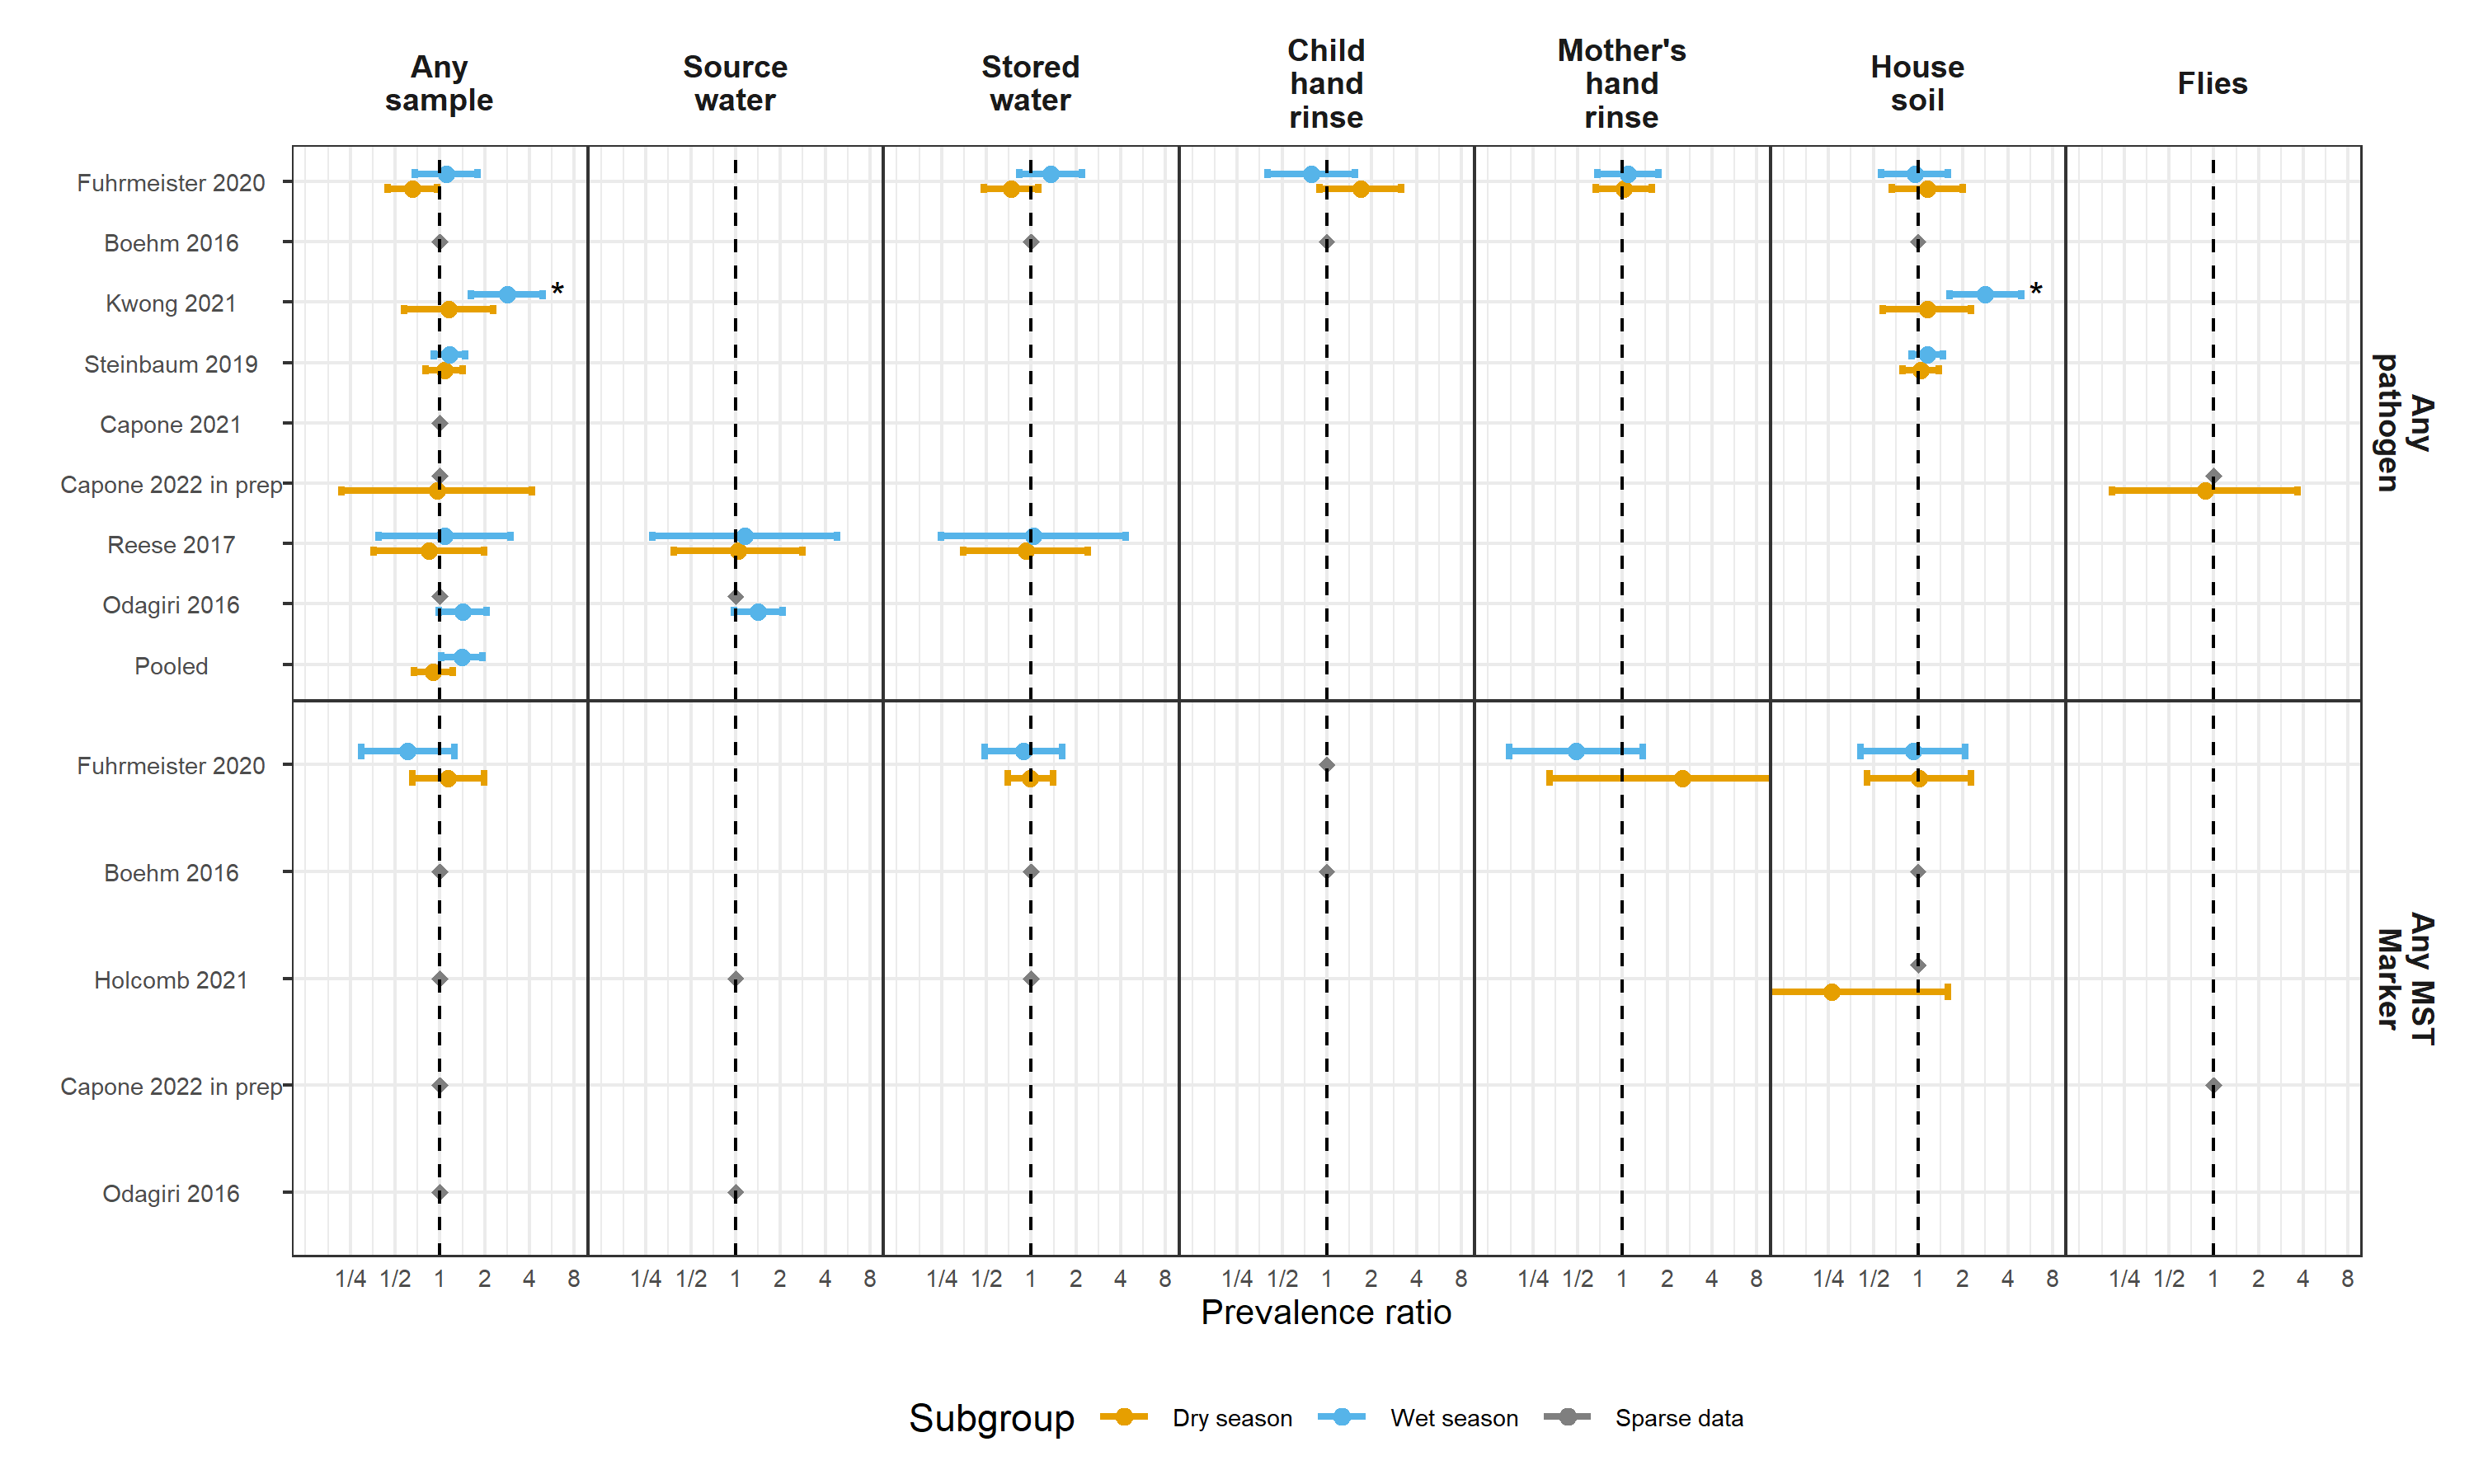 Any
sample
Source
water
Stored
water
Child
hand
rinse
Mother's
hand
rinse
House
soil
Flies
Fuhrmeister 2020
Boehm 2016
Kwong 2021
*
*
Steinbaum 2019
Capone 2021
Capone 2022 in prep
Reese 2017
Odagiri 2016
Pooled
Any
pathogen
Fuhrmeister 2020
Boehm 2016
Holcomb 2021
Capone 2022 in prep
Odagiri 2016
Any MST
Marker
1/4 1/2 1 2 4 8
1/4 1/2 1 2 4 8
1/4 1/2 1 2 4 8
1/4 1/2 1 2 4 8
1/4 1/2 1 2 4 8
1/4 1/2 1 2 4 8
1/4 1/2 1 2 4 8
Prevalence ratio
Subgroup Dry season Wet season Sparse data